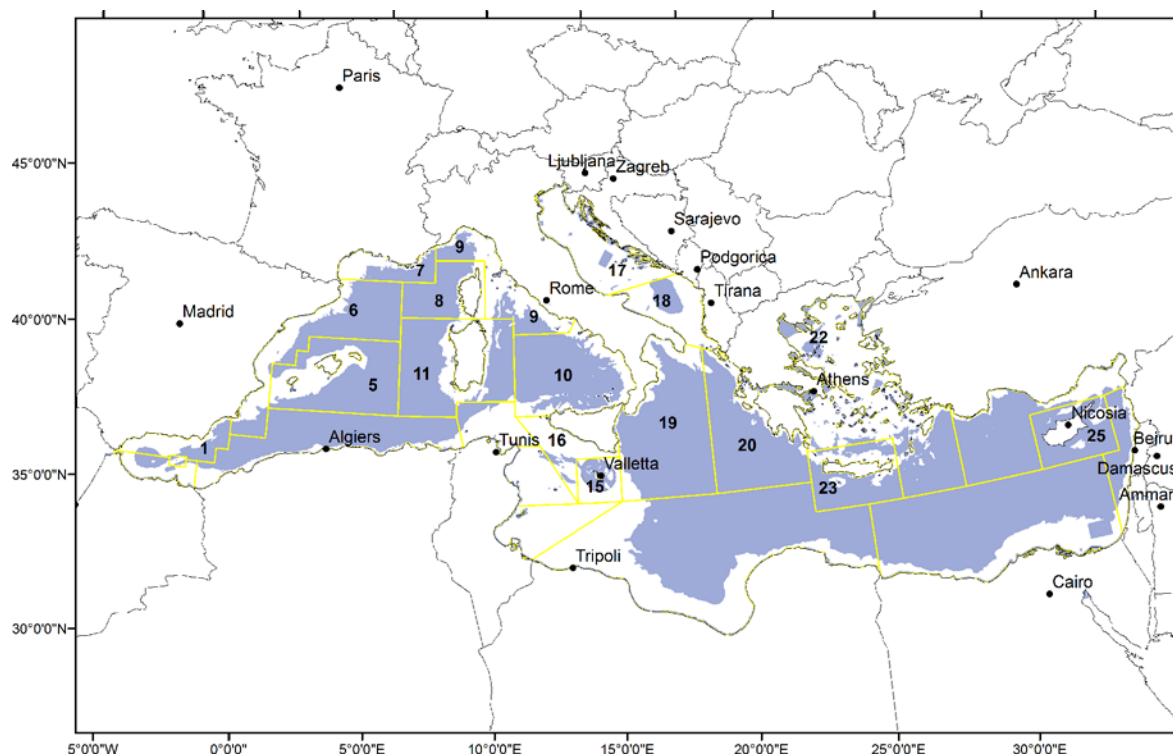 Paris
45°0'0"N
Ljubljana
Zagreb
Sarajevo
9
7
17
Podgorica
Ankara
8
Rome
18
Tirana
6
9
Madrid
40°0'0"N
22
5
11
10
Athens
19
Nicosia
1
Algiers
Tunis
16
20
25
Beiru
35°0'0"N
Valletta
Damascus
15
23
Amman
Tripoli
Cairo
30°0'0"N
5°0'0"W
0°0'0"
5°0'0"E
10°0'0"E
15°0'0"E
20°0'0"E
25°0'0"E
30°0'0"E